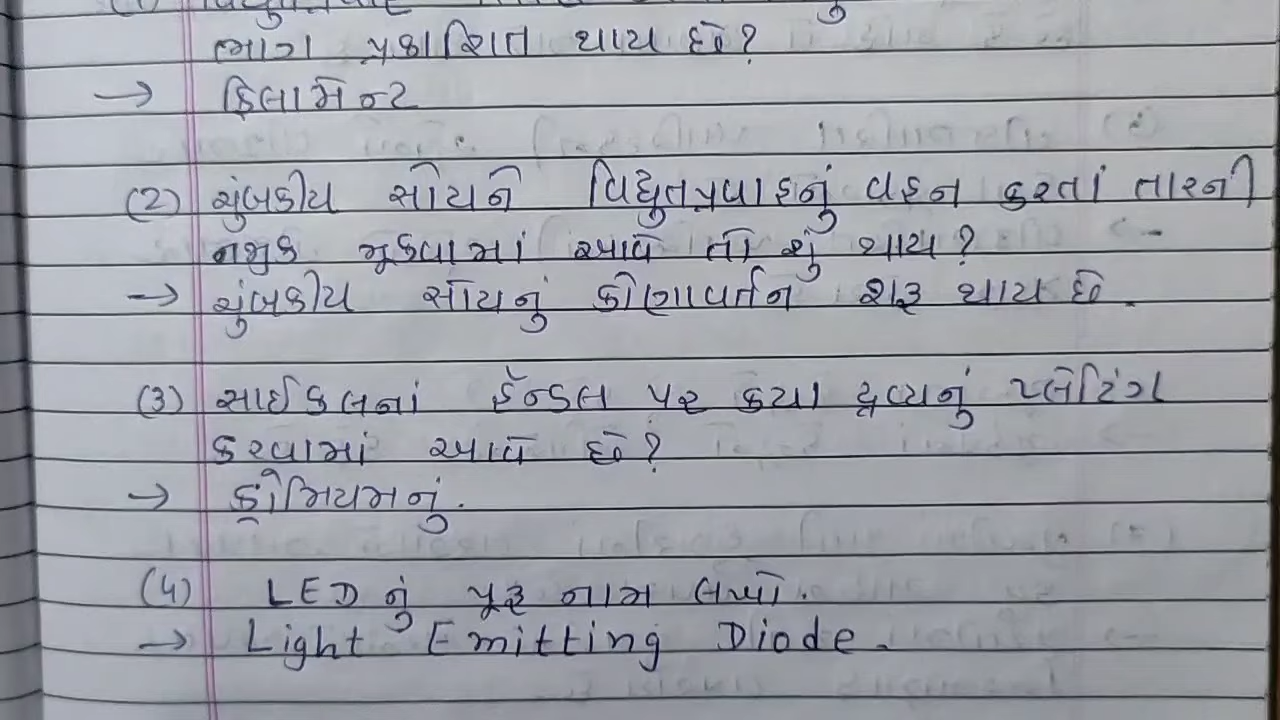 ભાગ પ્રકાશિત થાય છે?
→ ફિલામેન્ટ
(2) ચુંબકીય સોયને વિદ્યુતપ્રવાહનું વહન કરતાં તારની
નજીક મૂકવામાં આવે તો શું થાય?
→ ચુંબકીય સોયનું કોણાવર્તન શરૂ થાય છે.
(3) સાઈકલનાં હેન્ડલ પર કયા દ્રવ્યનું પ્લેટિંગ
કરવામાં આવે છે?
→ ક્રોમિયમનું.
(4) LED નું પૂરૂ નામ લખો.
→ Light Emitting Diode.